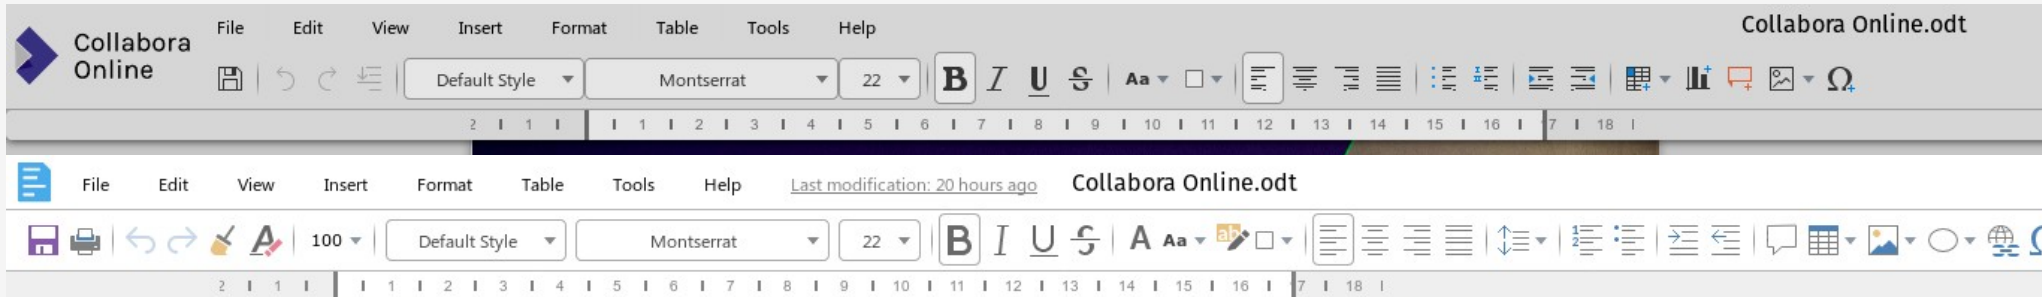 Collabora Online
File Edit View Insert Format Table Tools Help
Collabora Online.odt
Default Style Montserrat 22 B I U S Aa Ω
2 1 1 2 3 4 5 6 7 8 9 10 11 12 13 14 15 16 7 18
File Edit View Insert Format Table Tools Help Last modification: 20 hours ago Collabora Online.odt
A 100 Default Style Montserrat 22 B I U S A Aa ab
2 1 1 2 3 4 5 6 7 8 9 10 11 12 13 14 15 16 7 18